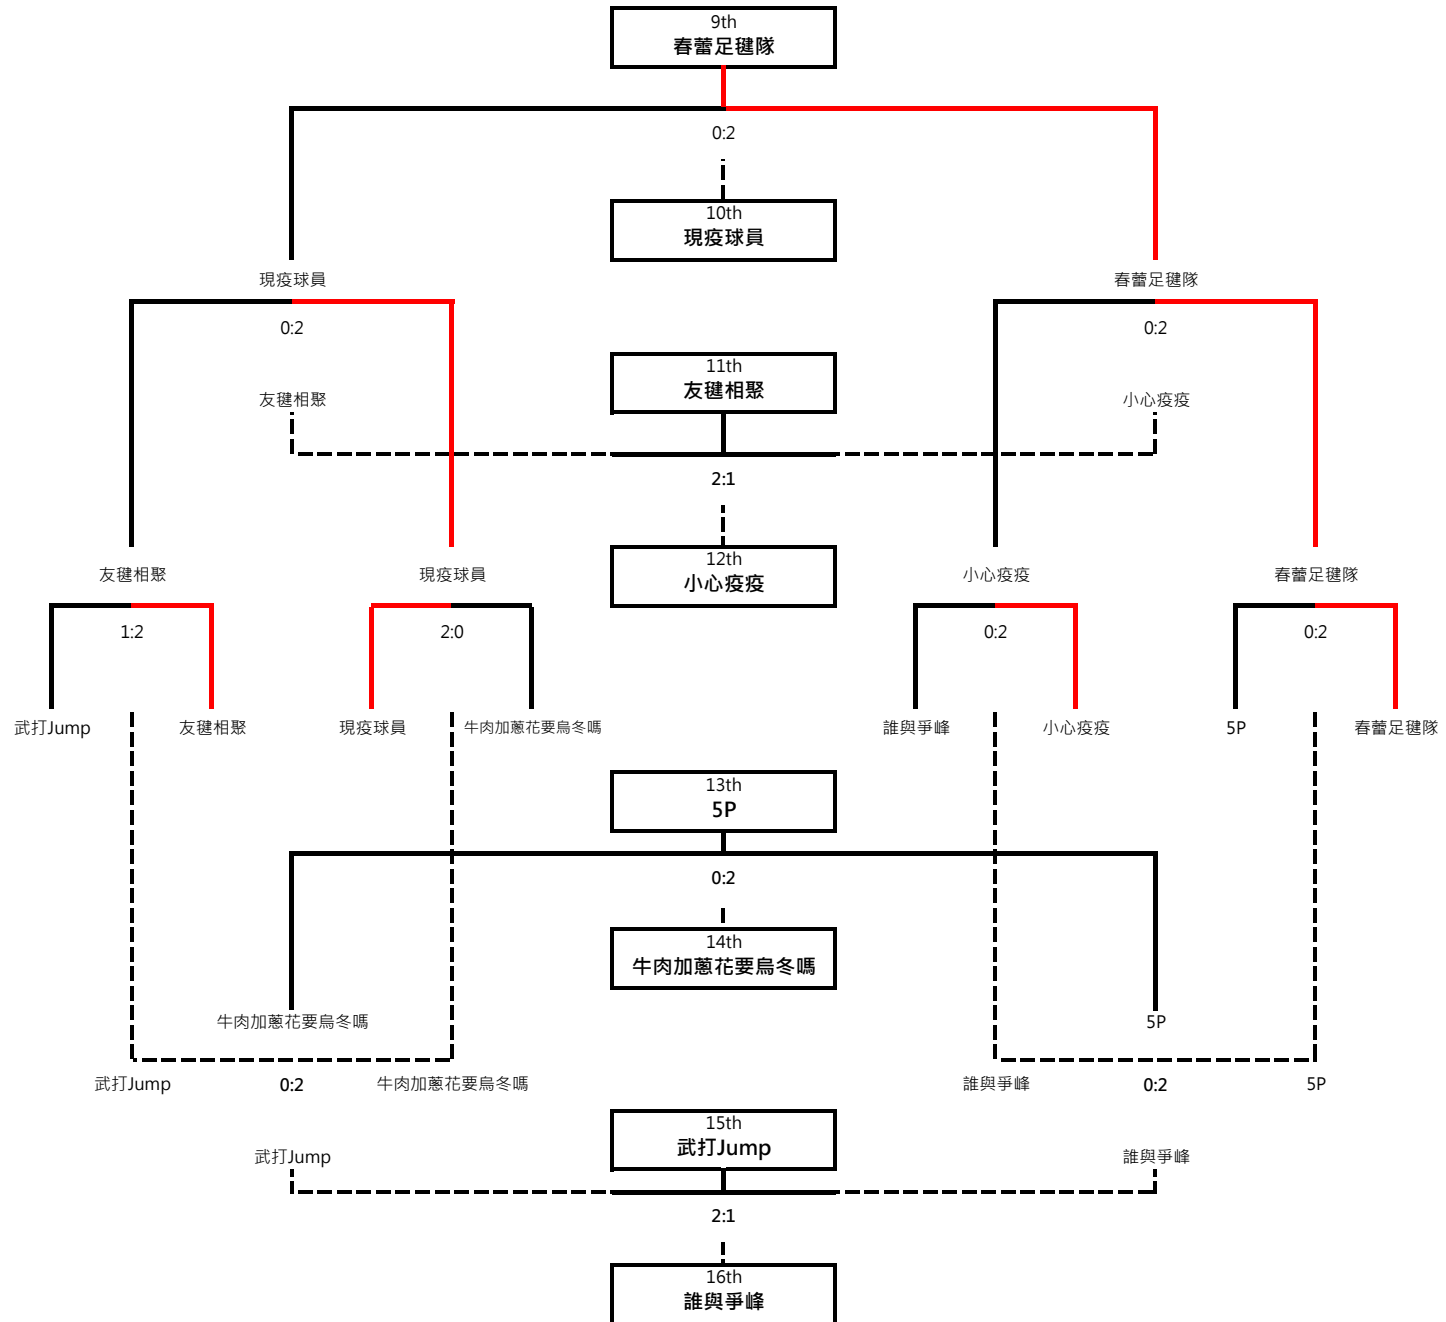 9th
春蕾足毽隊
0:2
10th
現疫球員
現疫球員
春蕾足毽隊
0:2
0:2
11th
友毽相聚
友毽相聚
小心疫疫
2:1
12th
小心疫疫
友毽相聚
現疫球員
小心疫疫
春蕾足毽隊
1:2
2:0
0:2
0:2
武打Jump
友毽相聚
現疫球員
牛肉加蔥花要烏冬嗎
誰與爭峰
小心疫疫
5P
春蕾足毽隊
13th
5P
0:2
14th
牛肉加蔥花要烏冬嗎
牛肉加蔥花要烏冬嗎
5P
武打Jump
0:2
牛肉加蔥花要烏冬嗎
誰與爭峰
0:2
5P
15th
武打Jump
武打Jump
誰與爭峰
2:1
16th
誰與爭峰